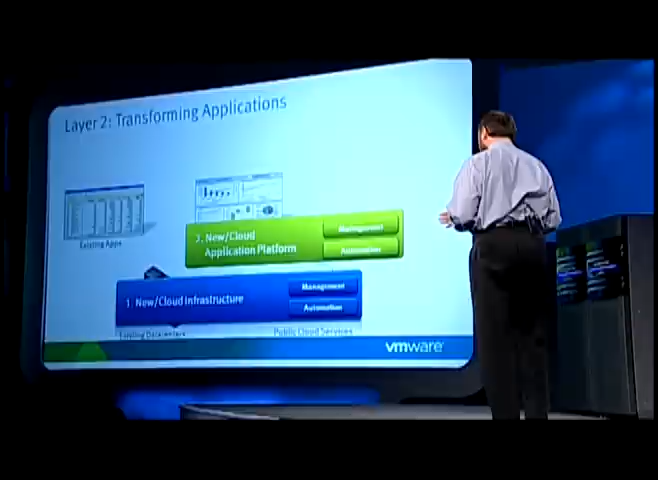 Layer 2: Transforming Applications
Existing Apps
2. New/Cloud
Application Platform
Management
Automation
1. New/Cloud Infrastructure
Management
Automation
Existing Datacenters
Public Cloud Services
vmware